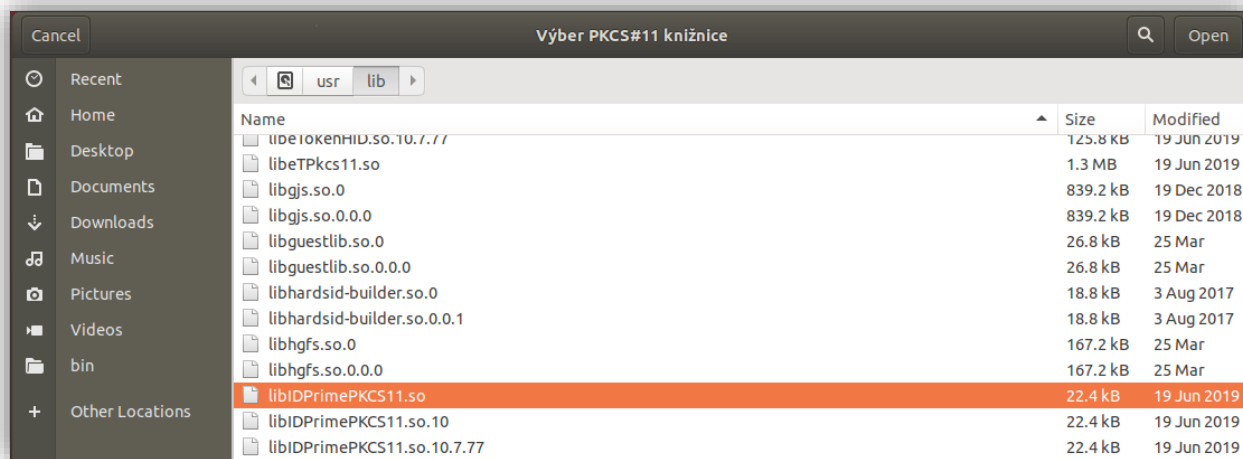 Cancel Výber PKCS#11 knižnice Open
Recent
Home
Desktop
Documents
Downloads
Music
Pictures
Videos
bin
Other Locations
usr lib
Name Size Modified
libeTokenHID.so.10.7.77 125.8 kB 19 Jun 2019
libeTPkcs11.so 1.3 MB 19 Jun 2019
libgjs.so.0 839.2 kB 19 Dec 2018
libgjs.so.0.0.0 839.2 kB 19 Dec 2018
libguestlib.so.0 26.8 kB 25 Mar
libguestlib.so.0.0.0 26.8 kB 25 Mar
libhardsid-builder.so.0 18.8 kB 3 Aug 2017
libhardsid-builder.so.0.0.1 18.8 kB 3 Aug 2017
libhgfs.so.0 167.2 kB 25 Mar
libhgfs.so.0.0.0 167.2 kB 25 Mar
libIDPrimePKCS11.so 22.4 kB 19 Jun 2019
libIDPrimePKCS11.so.10 22.4 kB 19 Jun 2019
libIDPrimePKCS11.so.10.7.77 22.4 kB 19 Jun 2019